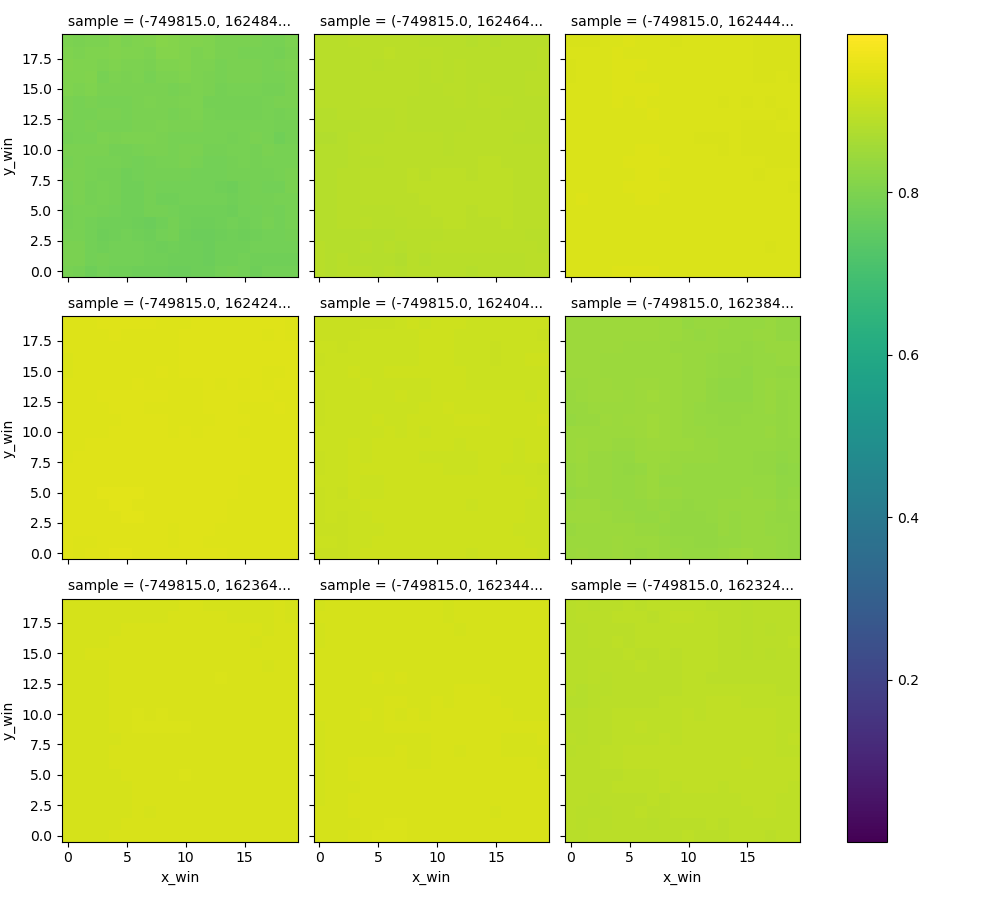 sample = (-749815.0, 162484...
sample = (-749815.0, 162464...
sample = (-749815.0, 162444...
17.5
15.0
12.5
10.0
7.5
5.0
2.5
0.0
y_win
sample = (-749815.0, 162424...
sample = (-749815.0, 162404...
sample = (-749815.0, 162384...
17.5
15.0
12.5
10.0
7.5
5.0
2.5
0.0
y_win
sample = (-749815.0, 162364...
sample = (-749815.0, 162344...
sample = (-749815.0, 162324...
17.5
15.0
12.5
10.0
7.5
5.0
2.5
0.0
y_win
0 5 10 15
0 5 10 15
0 5 10 15
x_win
x_win
x_win
0.8
0.6
0.4
0.2